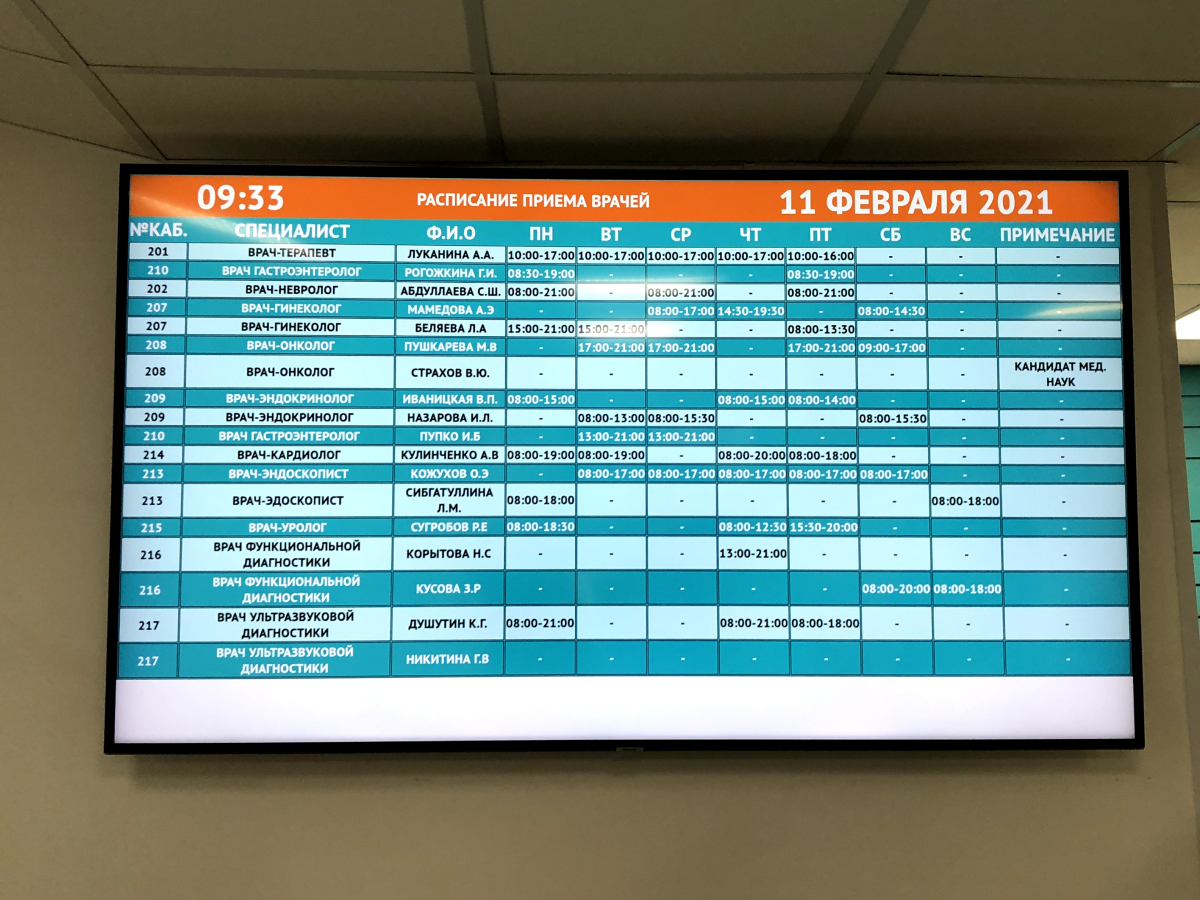 09:33 РАСПИСАНИЕ ПРИЕМА ВРАЧЕЙ 11 ФЕВРАЛЯ 2021
№КАБ. СПЕЦИАЛИСТ Ф.И.О ПН ВТ СР ЧТ ПТ СБ ВС ПРИМЕЧАНИЕ
201 ВРАЧ-ТЕРАПЕВТ ЛУКАНИНА А.А. 10:00-17:00 10:00-17:00 10:00-17:00 10:00-17:00 10:00-16:00 - - -
210 ВРАЧ ГАСТРОЭНТЕРОЛОГ РОГОЖКИНА Г.И. 08:30-19:00 - - - 08:30-19:00 - - -
202 ВРАЧ-НЕВРОЛОГ АБДУЛЛАЕВА С.Ш. 08:00-21:00 - 08:00-21:00 - 08:00-21:00 - - -
207 ВРАЧ-ГИНЕКОЛОГ МАМЕДОВА А.Э - - 08:00-17:00 14:30-19:30 - 08:00-14:30 - -
207 ВРАЧ-ГИНЕКОЛОГ БЕЛЯЕВА Л.А 15:00-21:00 15:00-21:00 - - 08:00-13:30 - - -
208 ВРАЧ-ОНКОЛОГ ПУШКАРЕВА М.В - 17:00-21:00 17:00-21:00 - 17:00-21:00 09:00-17:00 - -
208 ВРАЧ-ОНКОЛОГ СТРАХОВ В.Ю. - - - - - - - КАНДИДАТ МЕД.
НАУК
209 ВРАЧ-ЭНДОКРИНОЛОГ ИВАНИЦКАЯ В.П. 08:00-15:00 - - 08:00-15:00 08:00-14:00 - - -
209 ВРАЧ-ЭНДОКРИНОЛОГ НАЗАРОВА И.Л. - 08:00-13:00 08:00-15:30 - - 08:00-15:30 - -
210 ВРАЧ ГАСТРОЭНТЕРОЛОГ ПУПКО И.Б - 13:00-21:00 13:00-21:00 - - - - -
214 ВРАЧ-КАРДИОЛОГ КУЛИНЧЕНКО А.В 08:00-19:00 08:00-19:00 - 08:00-20:00 08:00-18:00 - - -
213 ВРАЧ-ЭНДОСКОПИСТ КОЖУХОВ О.Э - 08:00-17:00 08:00-17:00 08:00-17:00 08:00-17:00 08:00-17:00 - -
213 ВРАЧ-ЭДОСКОПИСТ СИБГАТУЛЛИНА
Л.М. 08:00-18:00 - - - - - 08:00-18:00 -
215 ВРАЧ-УРОЛОГ СУГРОБОВ Р.Е 08:00-18:30 - - 08:00-12:30 15:30-20:00 - - -
216 ВРАЧ ФУНКЦИОНАЛЬНОЙ
ДИАГНОСТИКИ КОРЫТОВА Н.С - - - 13:00-21:00 - - - -
216 ВРАЧ ФУНКЦИОНАЛЬНОЙ
ДИАГНОСТИКИ КУСОВА З.Р - - - - - 08:00-20:00 08:00-18:00 -
217 ВРАЧ УЛЬТРАЗВУКОВОЙ
ДИАГНОСТИКИ ДУШУТИН К.Г. 08:00-21:00 - - 08:00-21:00 08:00-18:00 - - -
217 ВРАЧ УЛЬТРАЗВУКОВОЙ
ДИАГНОСТИКИ НИКИТИНА Г.В - - - - - - - -